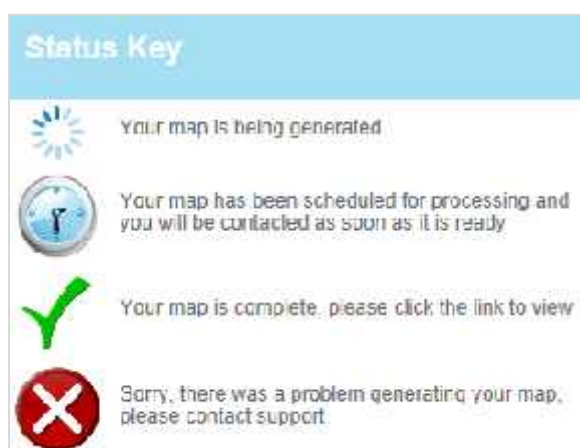 Status Key
Your map is being generated
Your map has been scheduled for processing and
you will be contacted as soon as it is ready
Your map is complete, please click the link to view
Sorry, there was a problem generating your map,
please contact support